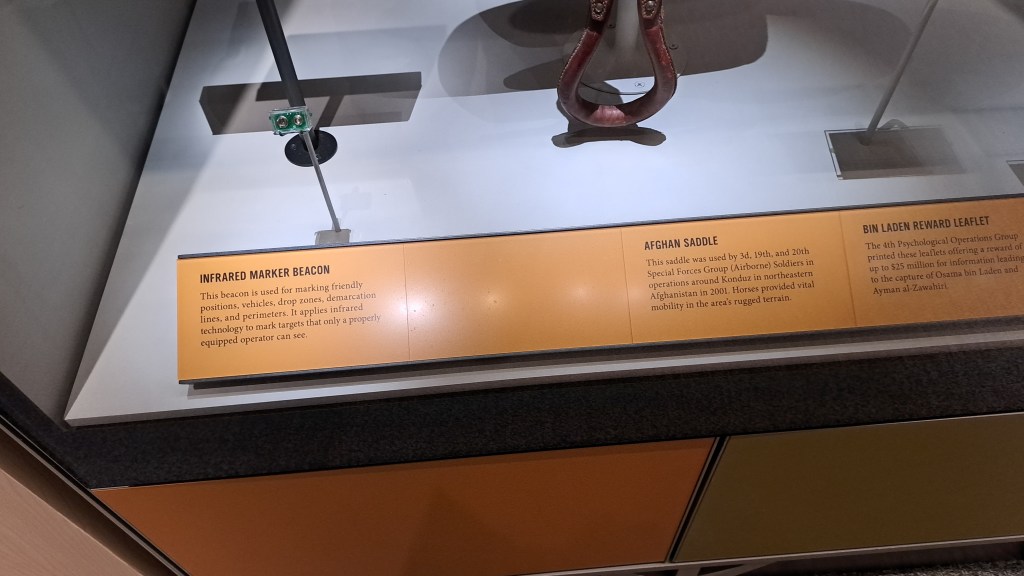 INFRARED MARKER BEACON
This beacon is used for marking friendly
positions, vehicles, drop zones, demarcation
lines, and perimeters. It applies infrared
technology to mark targets that only a properly
equipped operator can see.
AFGHAN SADDLE
This saddle was used by 3d, 19th, and 20th
Special Forces Group (Airborne) Soldiers in
operations around Konduz in northeastern
Afghanistan in 2001. Horses provided vital
mobility in the area's rugged terrain.
BIN LADEN REWARD LEAFLET
The 4th Psychological Operations Group
printed these leaflets offering a reward of
up to $25 million for information leading
to the capture of Osama bin Laden and
Ayman al-Zawahiri.